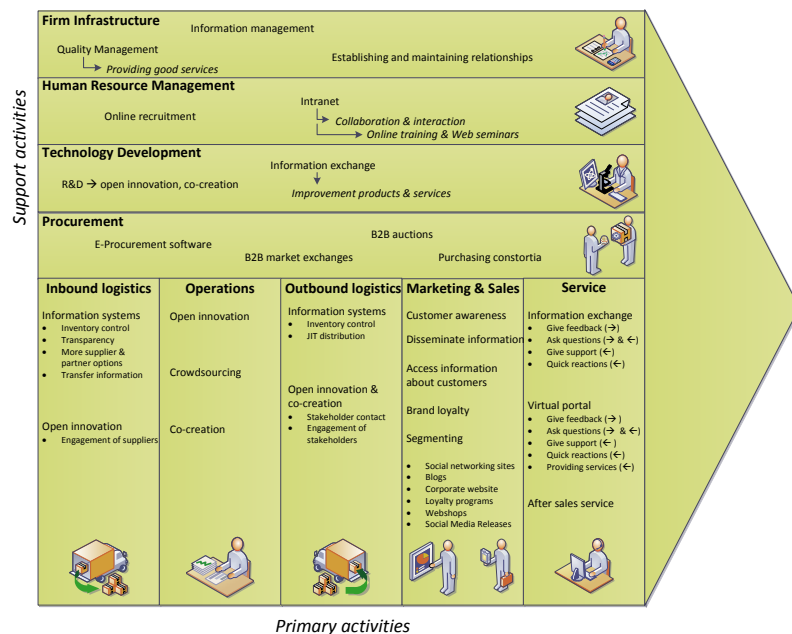 Support activities
Firm Infrastructure
Information management
Quality Management
Establishing and maintaining relationships
Providing good services
Human Resource Management
Intranet
Online recruitment
Collaboration & interaction
Online training & Web seminars
Technology Development
Information exchange
R&D → open innovation, co-creation
Improvement products & services
Procurement
B2B auctions
E-Procurement software
B2B market exchanges
Purchasing constortia
Inbound logistics
Information systems
• Inventory control
• Transparency
• More supplier &
partner options
• Transfer information
Open innovation
• Engagement of suppliers
Operations
Open innovation
Crowdsourcing
Co-creation
Outbound logistics
Information systems
• Inventory control
• JIT distribution
Open innovation &
co-creation
• Stakeholder contact
• Engagement of
stakeholders
Marketing & Sales
Customer awareness
Disseminate information
Access information
about customers
Brand loyalty
Segmenting
• Social networking sites
• Blogs
• Corporate website
• Loyalty programs
• Webshops
• Social Media Releases
Service
Information exchange
• Give feedback (→)
• Ask questions (→ & ←)
• Give support (←)
• Quick reactions (←)
Virtual portal
• Give feedback (→ )
• Ask questions (→ & ←)
• Give support (← )
• Quick reactions (←)
• Providing services (←)
After sales service
Primary activities